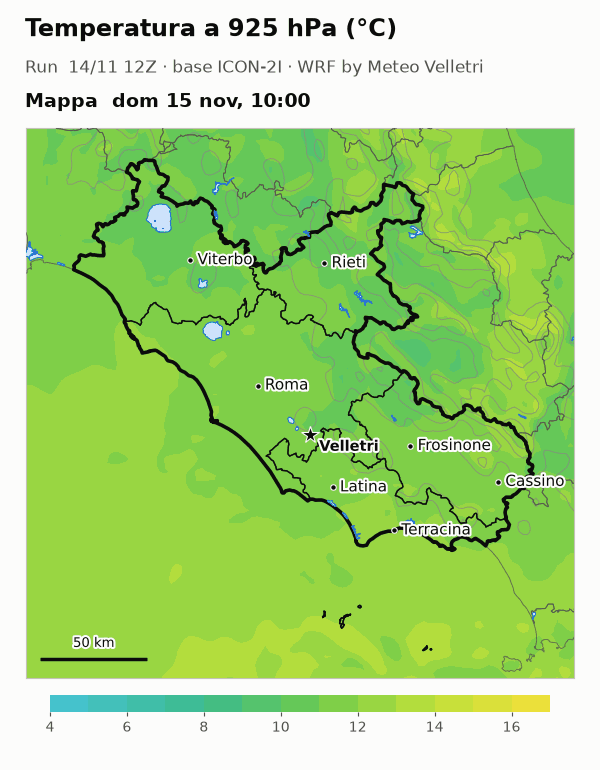 Temperatura a 925 hPa (°C)
Run  14/11 12Z · base ICON-2I · WRF by Meteo Velletri
Mappa  dom 15 nov, 10:00
Viterbo
Rieti
Roma
Velletri
Frosinone
Latina
Cassino
Terracina
50 km
4 6 8 10 12 14 16